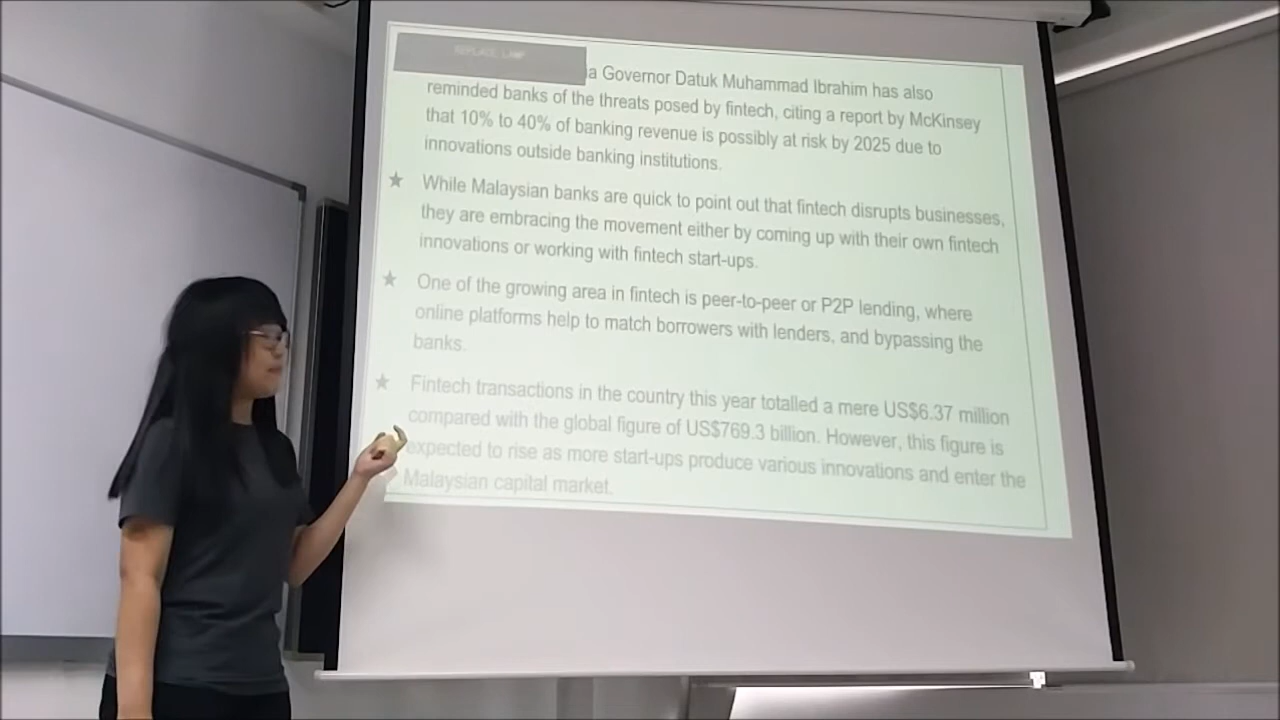 REPLACE LAMP
a Governor Datuk Muhammad Ibrahim has also
reminded banks of the threats posed by fintech, citing a report by McKinsey
that 10% to 40% of banking revenue is possibly at risk by 2025 due to
innovations outside banking institutions.
While Malaysian banks are quick to point out that fintech disrupts businesses,
they are embracing the movement either by coming up with their own fintech
innovations or working with fintech start-ups.
One of the growing area in fintech is peer-to-peer or P2P lending, where
online platforms help to match borrowers with lenders, and bypassing the
banks.
Fintech transactions in the country this year totalled a mere US$6.37 million
compared with the global figure of US$769.3 billion. However, this figure is
expected to rise as more start-ups produce various innovations and enter the
Malaysian capital market.